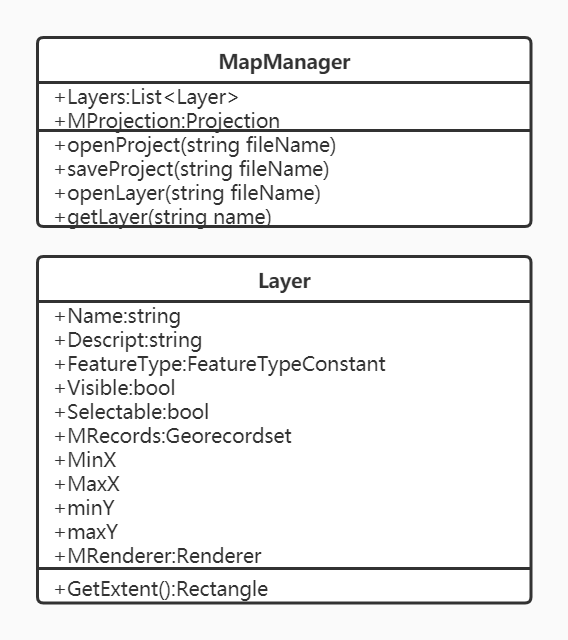 MapManager
+Layers:List<Layer>
+MProjection:Projection
+openProject(string fileName)
+saveProject(string fileName)
+openLayer(string fileName)
+getLayer(string name)
Layer
+Name:string
+Descript:string
+FeatureType:FeatureTypeConstant
+Visible:bool
+Selectable:bool
+MRecords:Georecordset
+MinX
+MaxX
+minY
+maxY
+MRenderer:Renderer
+GetExtent():Rectangle